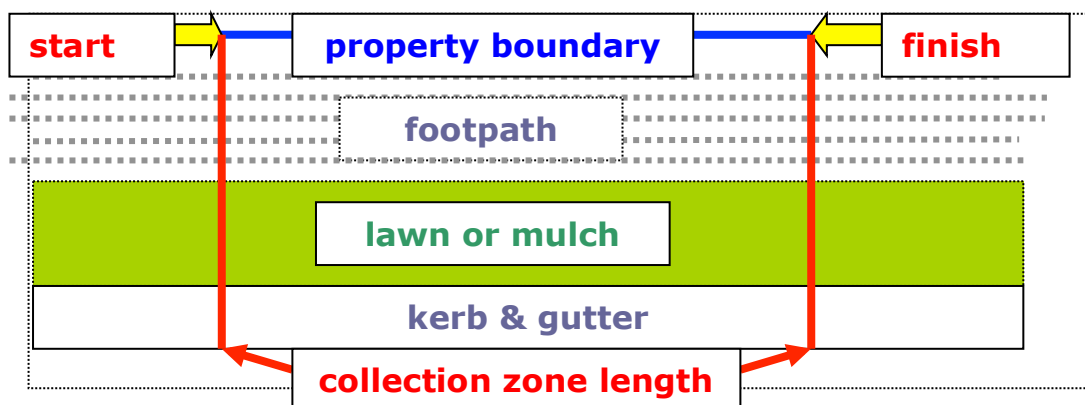 start
property boundary
finish
footpath
lawn or mulch
kerb & gutter
collection zone length